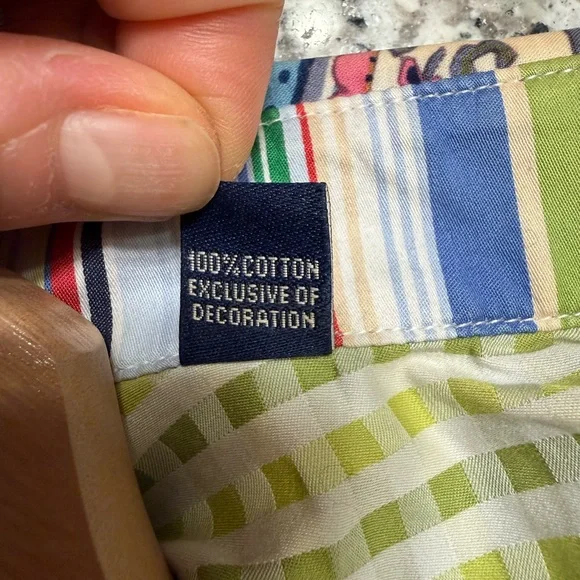 100% COTTON
EXCLUSIVE OF
DECORATION